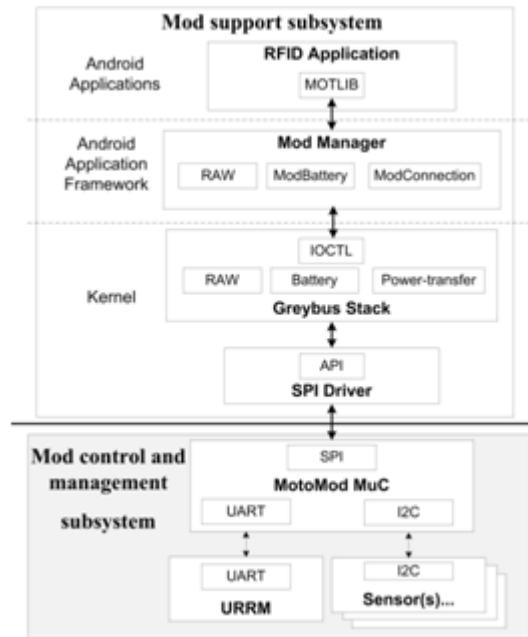 Mod support subsystem
Android
Applications
RFID Application
MOTLIB
Android
Application
Framework
Mod Manager
RAW ModBattery ModConnection
Kernel
IOCTL
RAW Battery Power-transfer
Greybus Stack
API
SPI Driver
Mod control and
management
subsystem
SPI
MotoMod MuC
UART I2C
UART
URRM
I2C
Sensor(s)...